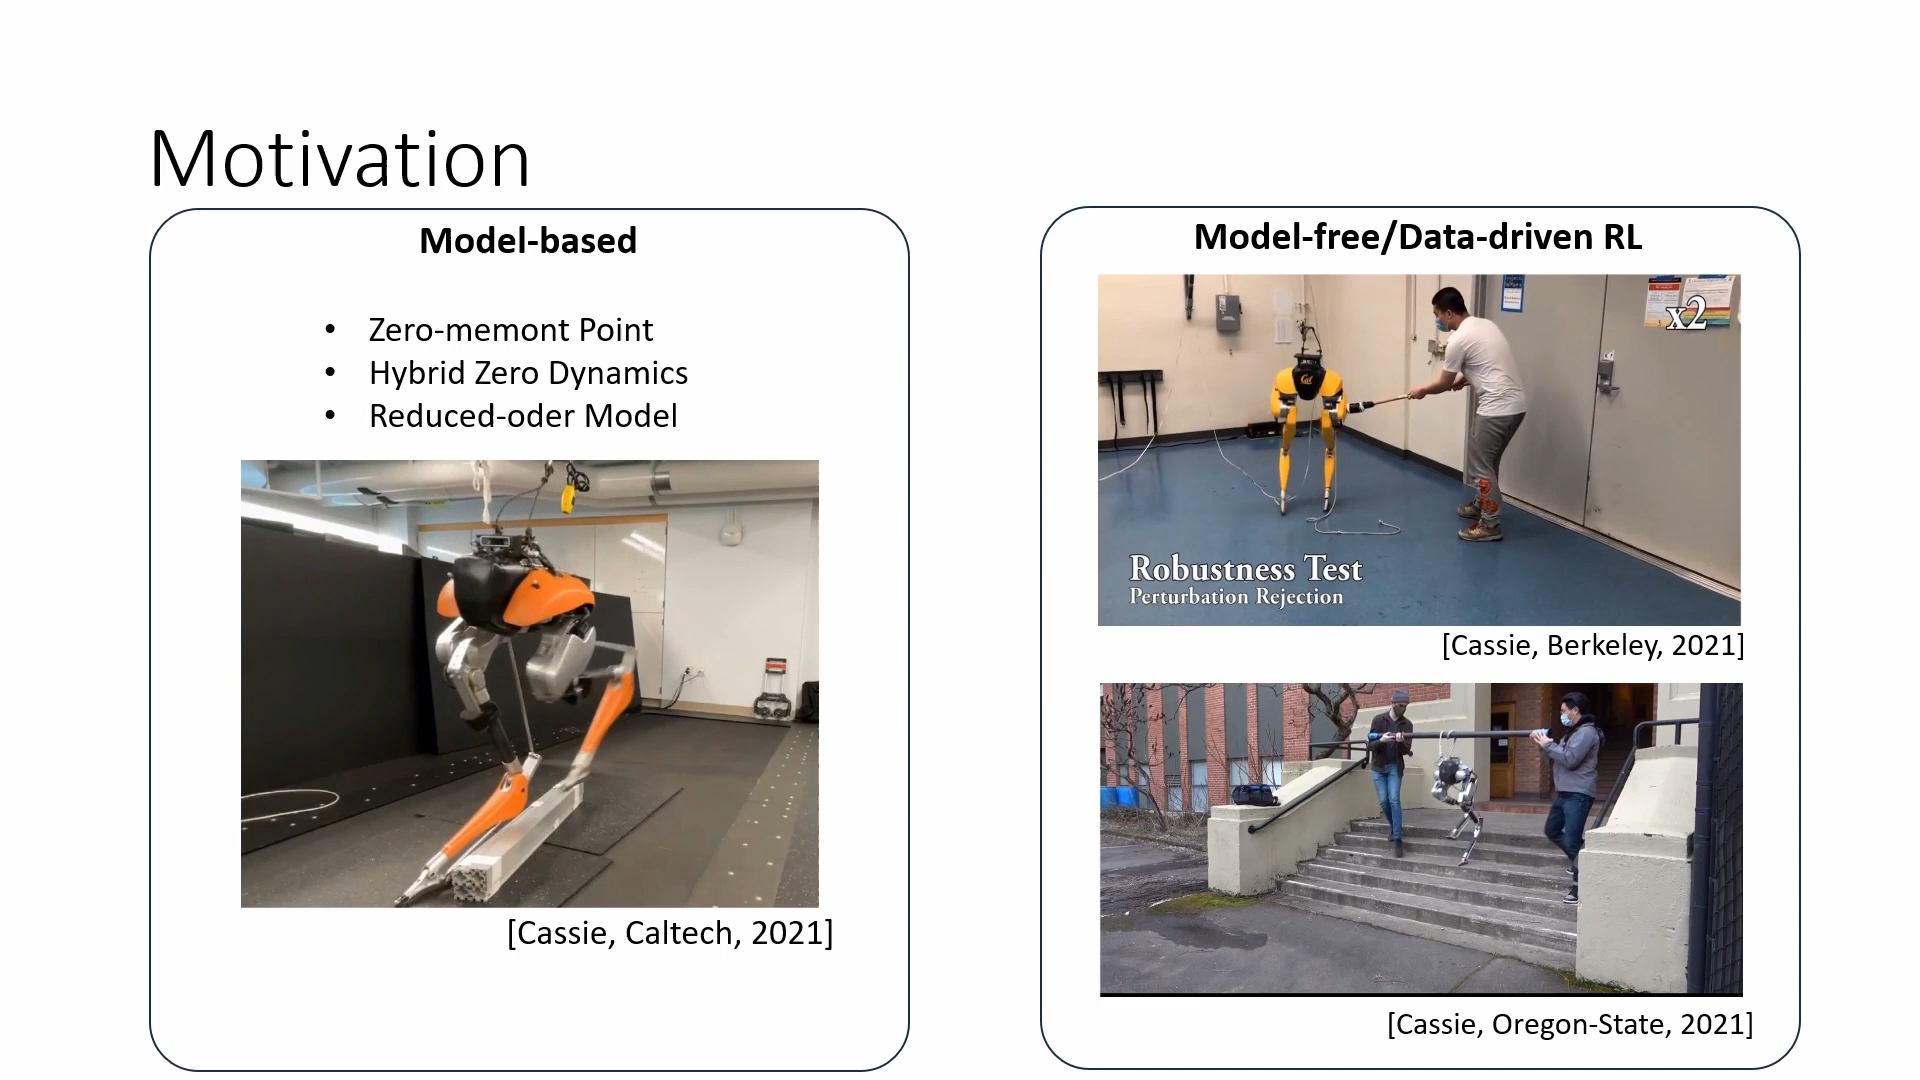 Motivation
Model-based
• Zero-memont Point
• Hybrid Zero Dynamics
• Reduced-oder Model
[Cassie, Caltech, 2021]
Model-free/Data-driven RL
x2
Cal
Robustness Test
Perturbation Rejection
[Cassie, Berkeley, 2021]
[Cassie, Oregon-State, 2021]